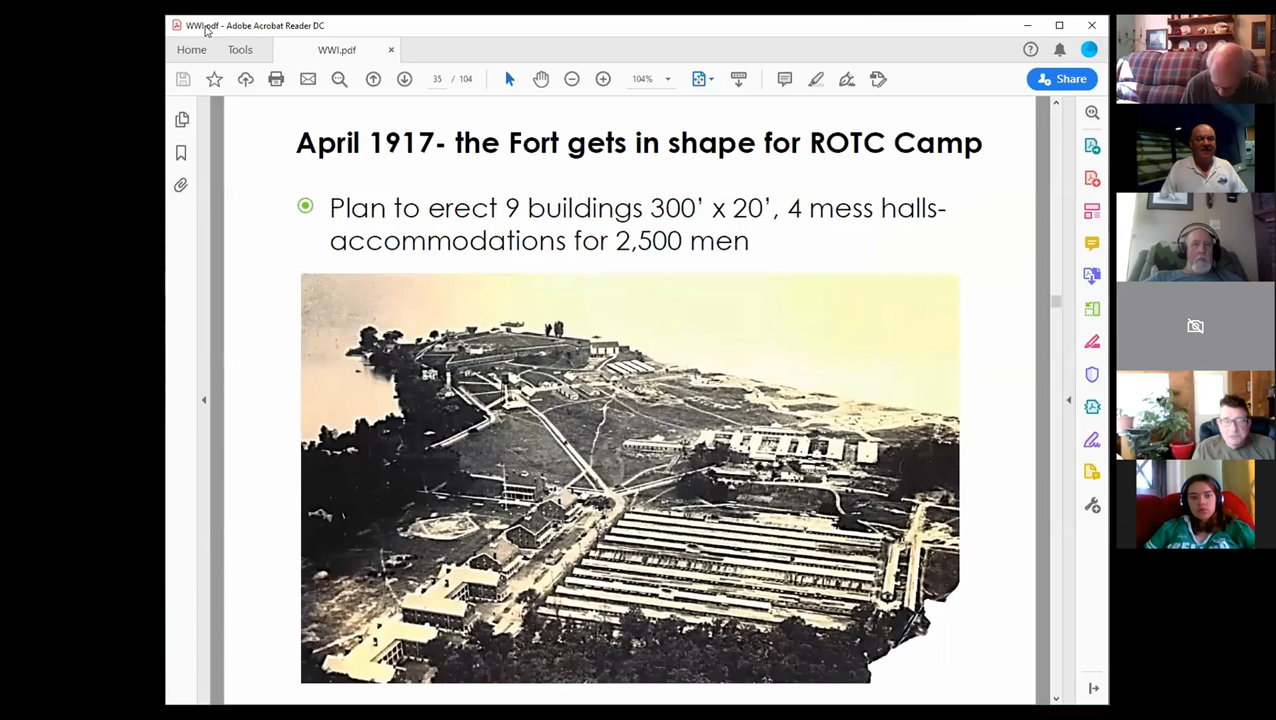 WWI.pdf - Adobe Acrobat Reader DC
Home
Tools
WWI.pdf
35 / 104
104%
Share
April 1917- the Fort gets in shape for ROTC Camp
Plan to erect 9 buildings 300’ x 20’, 4 mess halls-
accommodations for 2,500 men